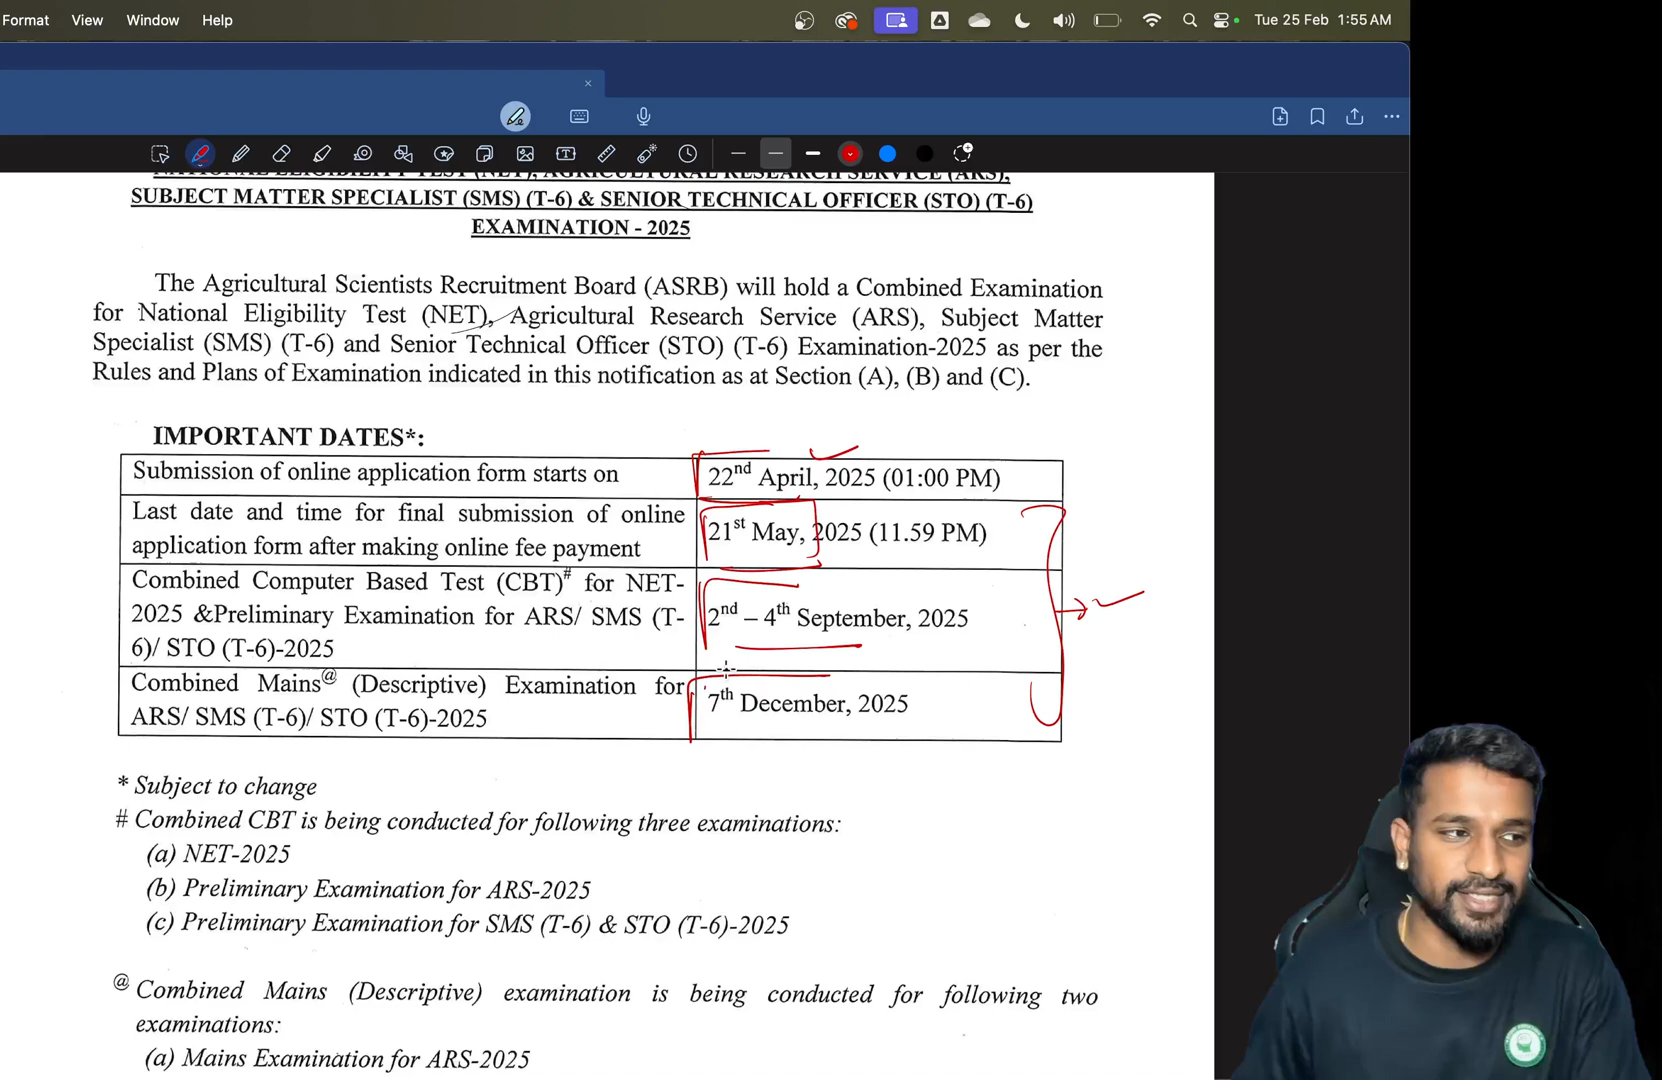 Format View Window Help
Tue 25 Feb 1:55 AM
NATIONAL ELIGIBILITY TEST (NET), AGRICULTURAL RESEARCH SERVICE (ARS),
SUBJECT MATTER SPECIALIST (SMS) (T-6) & SENIOR TECHNICAL OFFICER (STO) (T-6)
EXAMINATION - 2025
The Agricultural Scientists Recruitment Board (ASRB) will hold a Combined Examination
for National Eligibility Test (NET), Agricultural Research Service (ARS), Subject Matter
Specialist (SMS) (T-6) and Senior Technical Officer (STO) (T-6) Examination-2025 as per the
Rules and Plans of Examination indicated in this notification as at Section (A), (B) and (C).
IMPORTANT DATES*:
Submission of online application form starts on
22nd April, 2025 (01:00 PM)
Last date and time for final submission of online
application form after making online fee payment
21st May, 2025 (11.59 PM)
Combined Computer Based Test (CBT)# for NET-
2025 &Preliminary Examination for ARS/ SMS (T-
6)/ STO (T-6)-2025
2nd – 4th September, 2025
Combined Mains@ (Descriptive) Examination for
ARS/ SMS (T-6)/ STO (T-6)-2025
7th December, 2025
* Subject to change
# Combined CBT is being conducted for following three examinations:
(a) NET-2025
(b) Preliminary Examination for ARS-2025
(c) Preliminary Examination for SMS (T-6) & STO (T-6)-2025
@ Combined Mains (Descriptive) examination is being conducted for following two
examinations:
(a) Mains Examination for ARS-2025